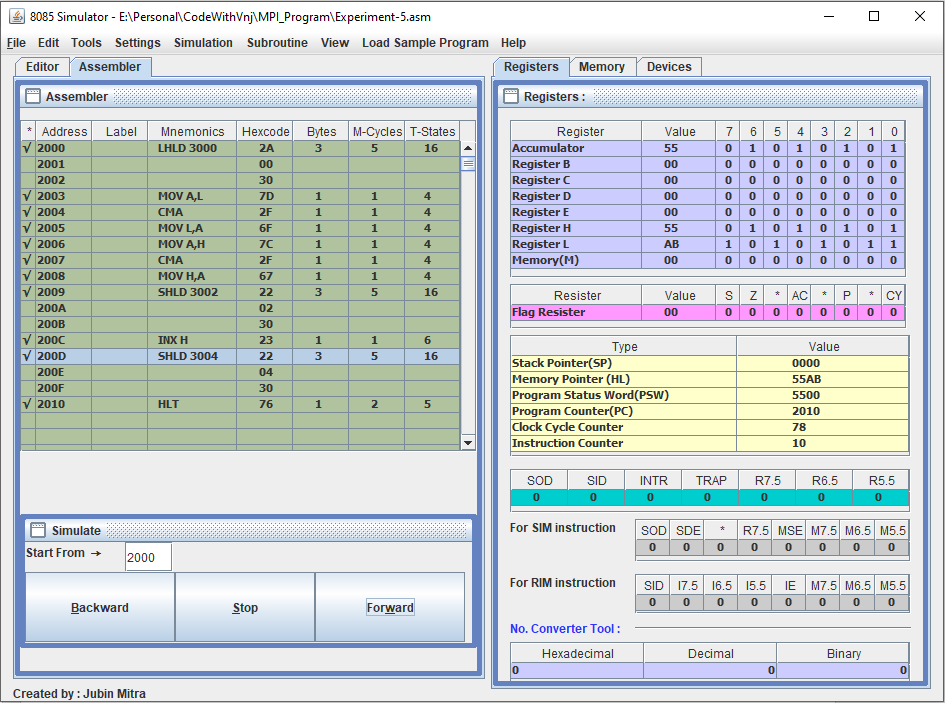 8085 Simulator - E:\Personal\CodeWithVnj\MPI_Program\Experiment-5.asm
File Edit Tools Settings Simulation Subroutine View Load Sample Program Help
Editor Assembler
Assembler
* Address Label Mnemonics Hexcode Bytes M-Cycles T-States
√ 2000 LHLD 3000 2A 3 5 16
2001 00
2002 30
√ 2003 MOV A,L 7D 1 1 4
√ 2004 CMA 2F 1 1 4
√ 2005 MOV L,A 6F 1 1 4
√ 2006 MOV A,H 7C 1 1 4
√ 2007 CMA 2F 1 1 4
√ 2008 MOV H,A 67 1 1 4
√ 2009 SHLD 3002 22 3 5 16
200A 02
200B 30
√ 200C INX H 23 1 1 6
√ 200D SHLD 3004 22 3 5 16
200E 04
200F 30
√ 2010 HLT 76 1 2 5
Simulate
Start From → 2000
Backward Stop Forward
Created by : Jubin Mitra
Registers Memory Devices
Registers :
Register Value 7 6 5 4 3 2 1 0
Accumulator 55 0 1 0 1 0 1 0 1
Register B 00 0 0 0 0 0 0 0 0
Register C 00 0 0 0 0 0 0 0 0
Register D 00 0 0 0 0 0 0 0 0
Register E 00 0 0 0 0 0 0 0 0
Register H 55 0 1 0 1 0 1 0 1
Register L AB 1 0 1 0 1 0 1 1
Memory(M) 00 0 0 0 0 0 0 0 0
Resister Value S Z * AC * P * CY
Flag Resister 00 0 0 0 0 0 0 0 0
Type Value
Stack Pointer(SP) 0000
Memory Pointer (HL) 55AB
Program Status Word(PSW) 5500
Program Counter(PC) 2010
Clock Cycle Counter 78
Instruction Counter 10
SOD SID INTR TRAP R7.5 R6.5 R5.5
0 0 0 0 0 0 0
For SIM instruction
SOD SDE * R7.5 MSE M7.5 M6.5 M5.5
0 0 0 0 0 0 0 0
For RIM instruction
SID I7.5 I6.5 I5.5 IE M7.5 M6.5 M5.5
0 0 0 0 0 0 0 0
No. Converter Tool :
Hexadecimal Decimal Binary
0 0 0